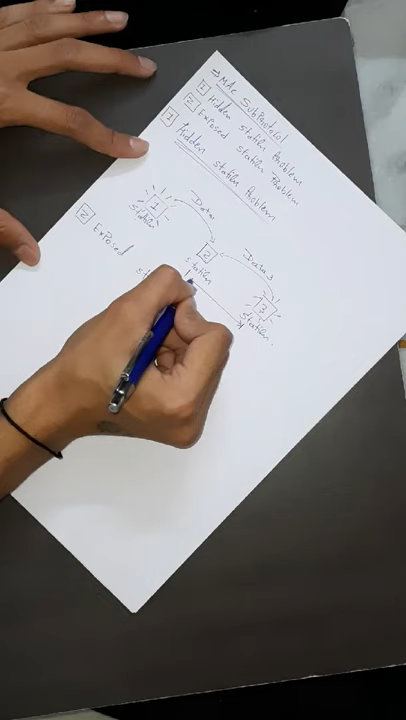 ⇒ MAC SubProtocol
1 Hidden station Problem
2 Exposed station Problem
1 Hidden station Problem
1
station
Data
2
station
Data
3
station
2 Exposed